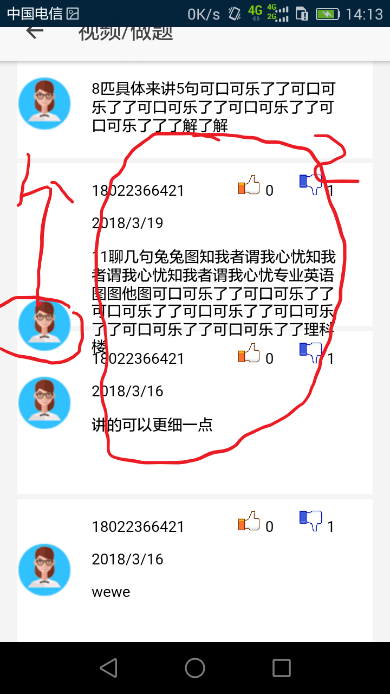 中国电信 0K/s 4G 4G 2G 14:13
视频/做题
8匹具体来讲5句可口可乐了了可口可
乐了了可口可乐了了可口可乐了了可
口可乐了了了解了解
18022366421 0 1
2018/3/19
11聊几句兔兔图知我者谓我心忧知我
者谓我心忧知我者谓我心忧专业英语
图图他图可口可乐了了可口可乐了了
可口可乐了了可口可乐了了可口可乐
了了可口可乐了了可口可乐了了理科
楼
18022366421 0 1
2018/3/16
讲的可以更细一点
18022366421 0 1
2018/3/16
wewe
1
2